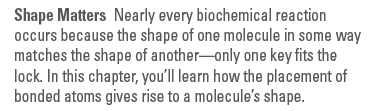 Shape Matters Nearly every biochemical reaction
occurs because the shape of one molecule in some way
matches the shape of another—only one key fits the
lock. In this chapter, you'll learn how the placement of
bonded atoms gives rise to a molecule's shape.